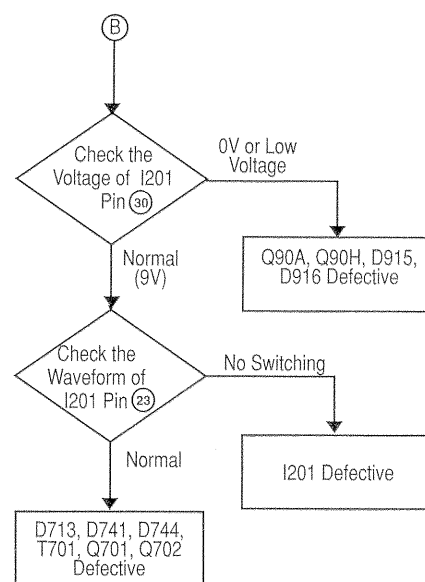 B
Check the
Voltage of I201
Pin 30
0V or Low
Voltage
Q90A, Q90H, D915,
D916 Defective
Normal
(9V)
Check the
Waveform of
I201 Pin 23
No Switching
I201 Defective
Normal
D713, D741, D744,
T701, Q701, Q702
Defective